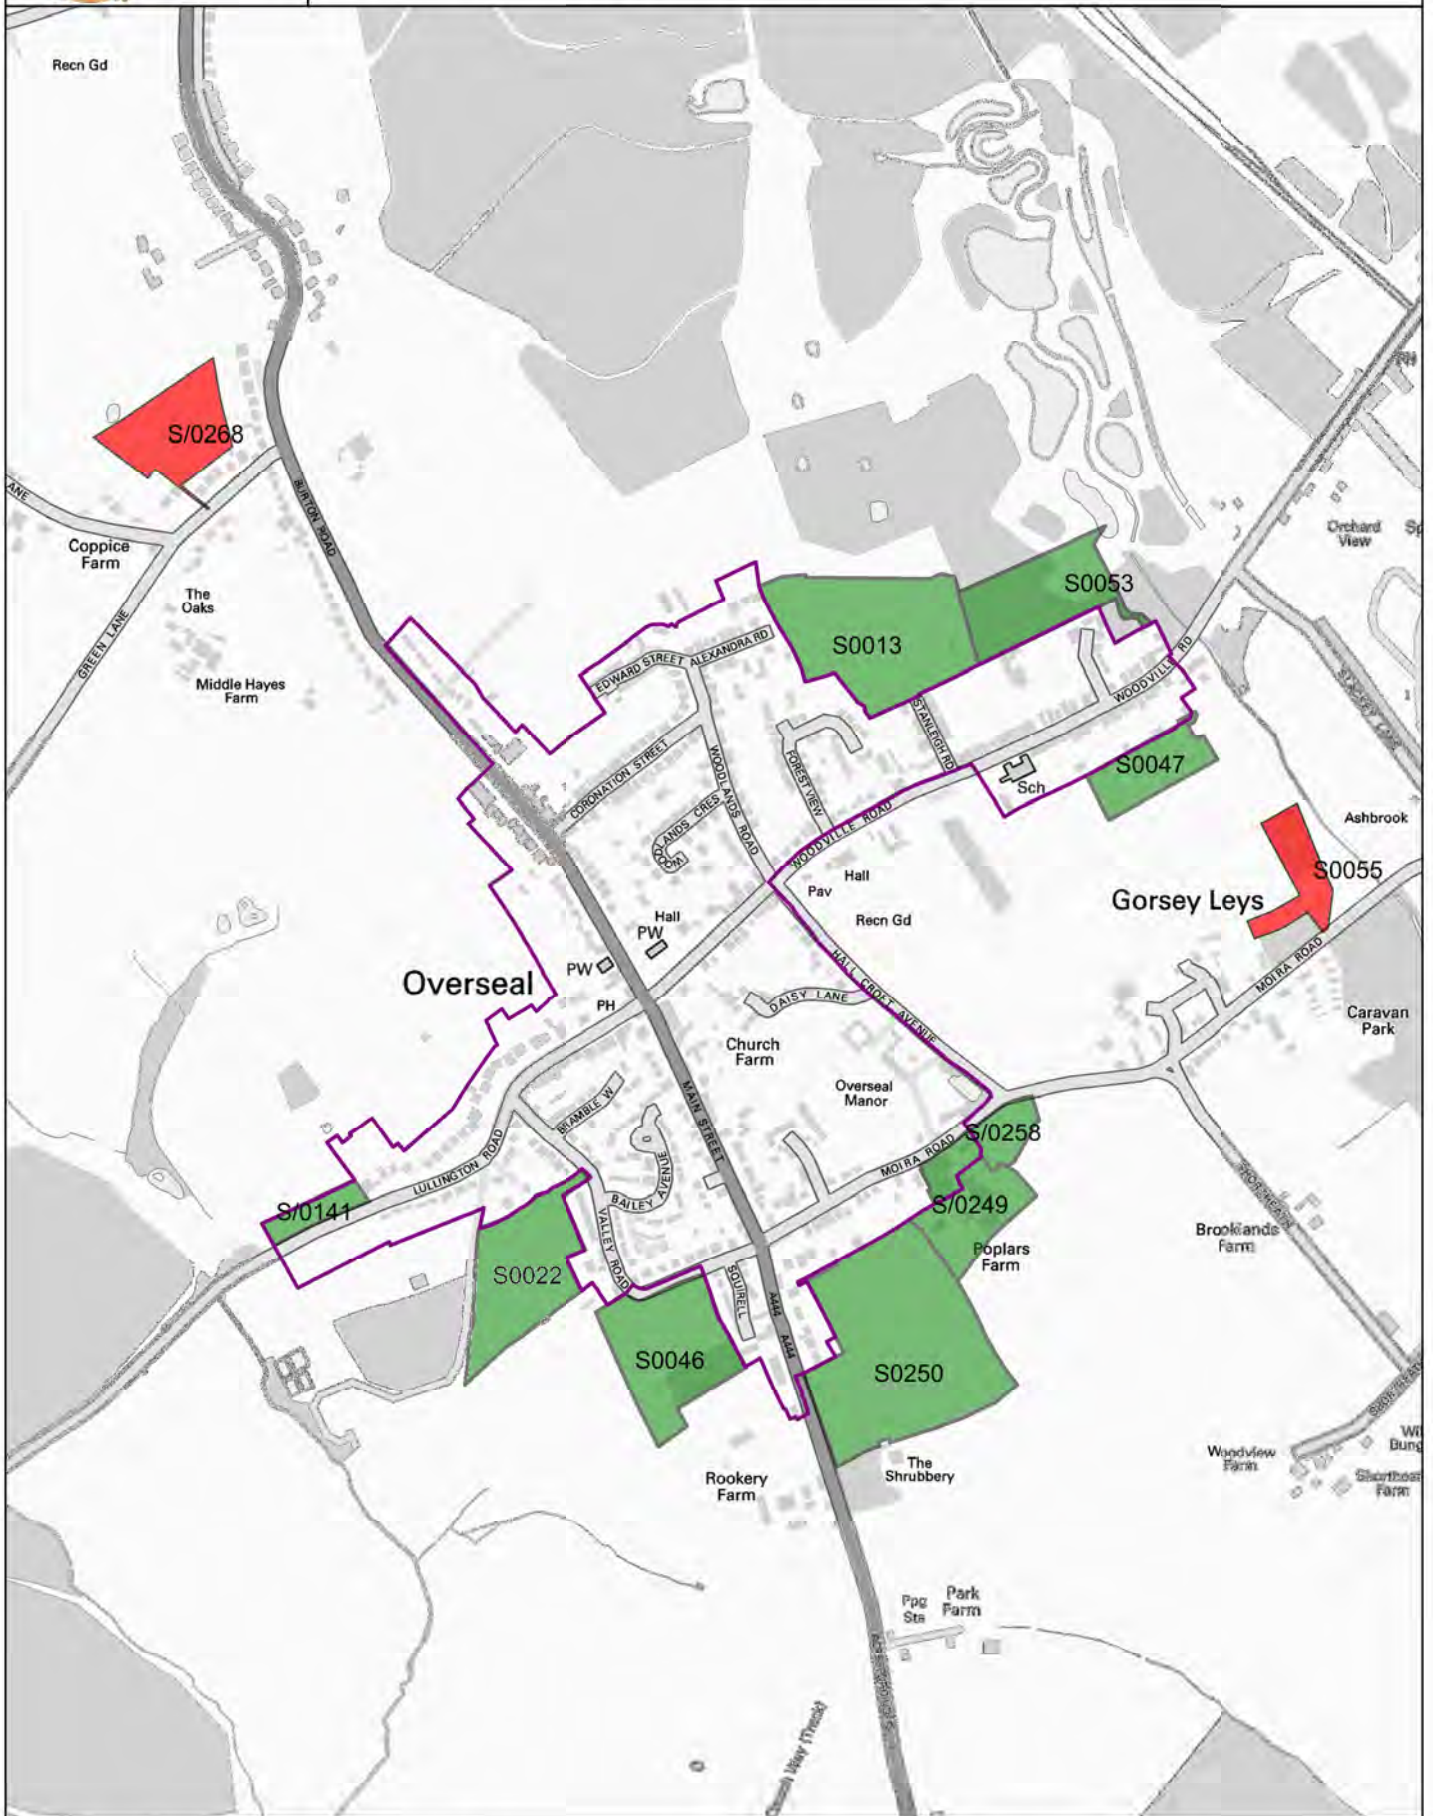 Recn Gd
S/0268
ANE
BURTON ROAD
Coppice
Farm
The
Oaks
GREEN LANE
Middle Hayes
Farm
Orchard
View
S0053
S0013
EDWARD STREET
ALEXANDRA RD
WOODVILLE RD
STANLEIGH RD
CORONATION STREET
WOODLANDS ROAD
FOREST VIEW
S0047
Sch
WOODLANDS CRES
WOODVILLE ROAD
Ashbrook
S0055
Gorsey Leys
Hall
Pav
Recn Gd
Hall
PW
PW
HALL CROFT AVENUE
MOIRA ROAD
Overseal
PH
DAISY LANE
Caravan
Park
Church
Farm
Overseal
Manor
MAIN STREET
BRAMBLE W
LULLINGTON ROAD
MOIRA ROAD
S/0258
BAILEY AVENUE
VALLEY ROAD
S/0141
S/0249
SHORTHEATH
Brooklands
Farm
Poplars
Farm
S0022
SQUIRELL
A444
A444
S0046
S0250
Woodview
Farm
The
Shrubbery
Rookery
Farm
Ppg
Sta
Park
Farm